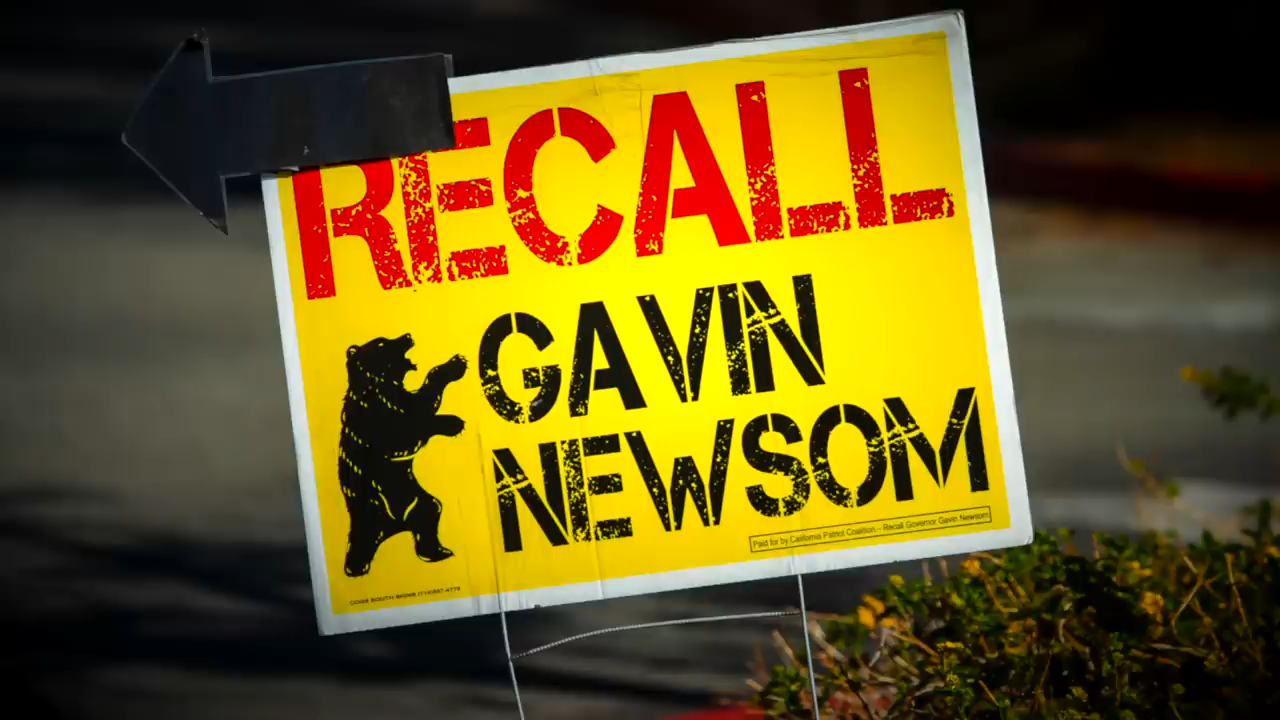 RECALL
GAVIN
NEWSOM
Paid for by California Patriot Coalition - Recall Governor Gavin Newsom